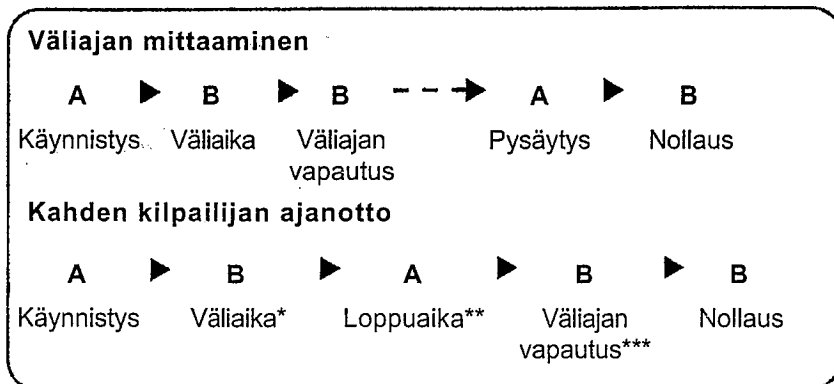 Väliajan mittaaminen
A ► B ► B - - → A ► B
Käynnistys Väliaika Väliajan vapautus Pysäytys Nollaus
Kahden kilpailijan ajanotto
A ► B ► A ► B ► B
Käynnistys Väliaika* Loppuaika** Väliajan vapautus*** Nollaus